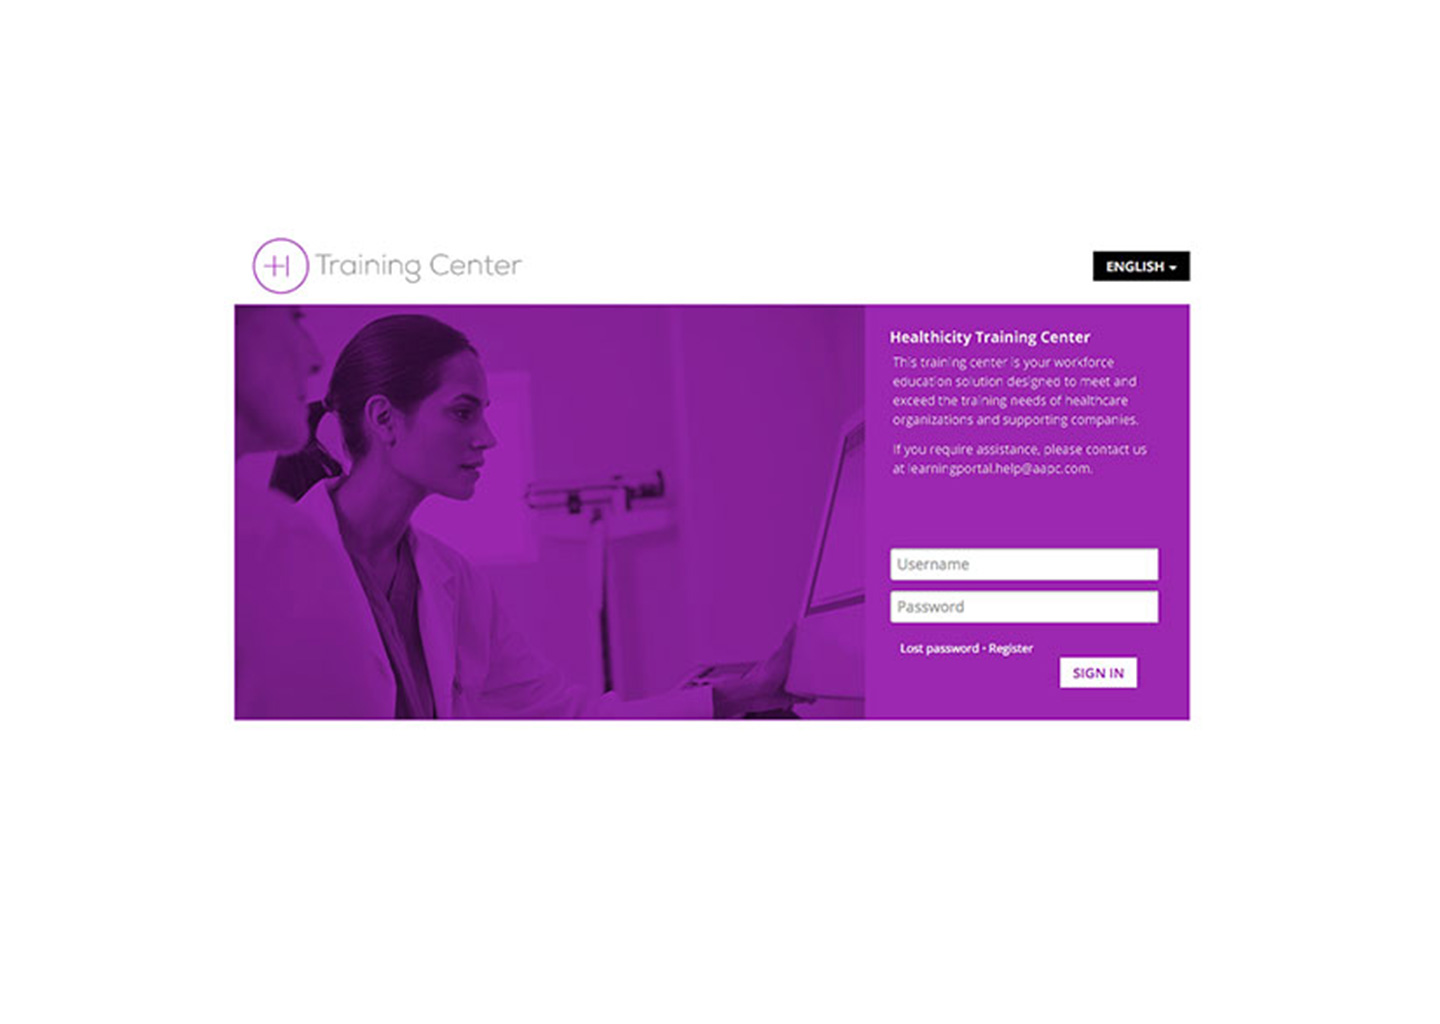 H Training Center
ENGLISH
Healthicity Training Center
This training center is your workforce
education solution designed to meet and
exceed the training needs of healthcare
organizations and supporting companies.
If you require assistance, please contact us
at learningportal.help@aapc.com.
Username
Password
Lost password • Register
SIGN IN